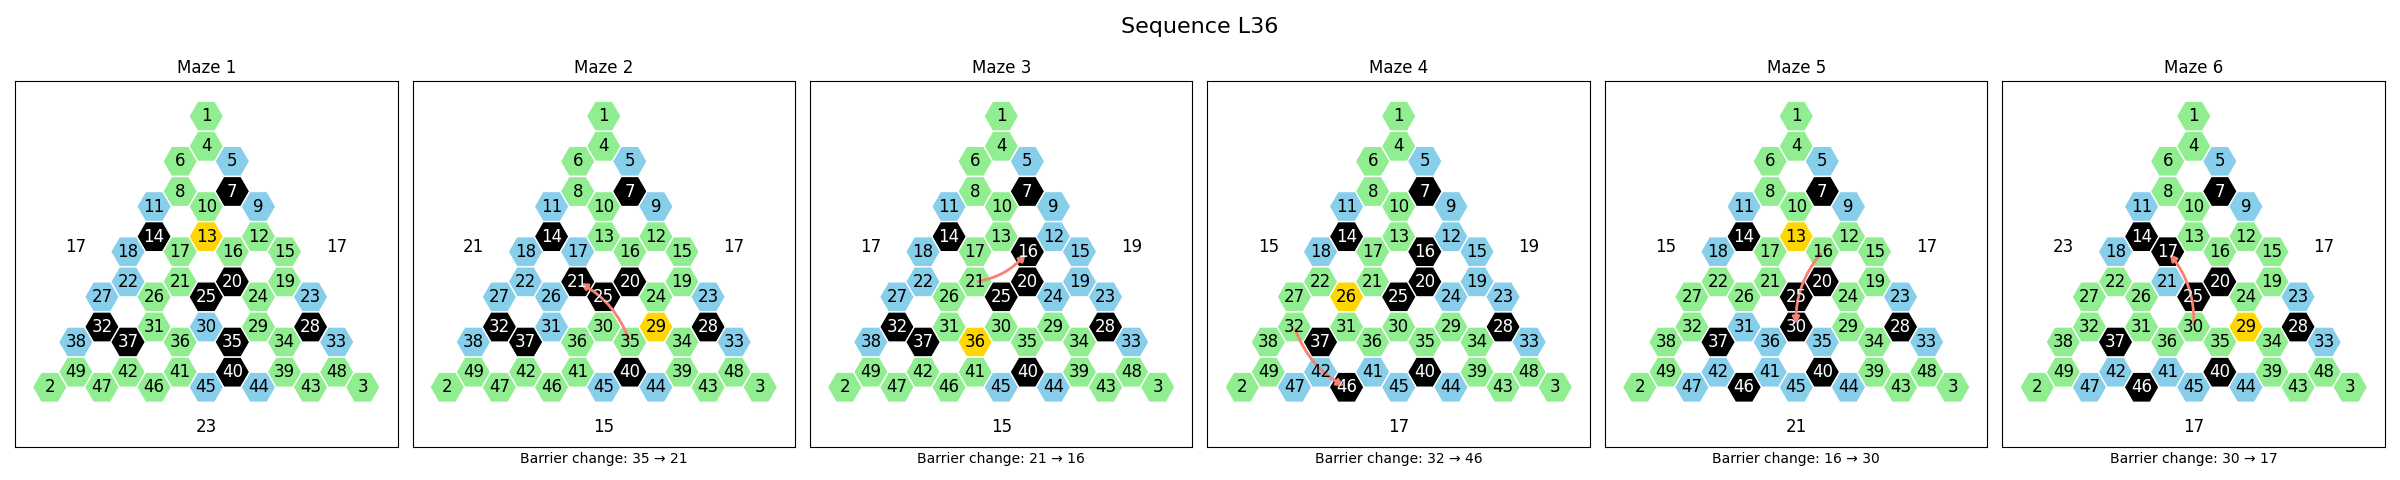 Sequence L36
Maze 1
1
4
6 5
8 7
11 10 9
14 13 12
17 18 17 16 15 17
22 21 20 19
27 26 25 24 23
32 31 30 29 28
38 37 36 35 34 33
49 42 41 40 39 48
2 47 46 45 44 43 3
23
Maze 2
1
4
6 5
8 7
11 10 9
14 13 12
21 18 17 16 15 17
22 21 20 19
27 26 25 24 23
32 31 30 29 28
38 37 36 35 34 33
49 42 41 40 39 48
2 47 46 45 44 43 3
15
Barrier change: 35 → 21
Maze 3
1
4
6 5
8 7
11 10 9
14 13 12
17 18 17 16 15 19
22 21 20 19
27 26 25 24 23
32 31 30 29 28
38 37 36 35 34 33
49 42 41 40 39 48
2 47 46 45 44 43 3
15
Barrier change: 21 → 16
Maze 4
1
4
6 5
8 7
11 10 9
14 13 12
15 18 17 16 15 19
22 21 20 19
27 26 25 24 23
32 31 30 29 28
38 37 36 35 34 33
49 42 41 40 39 48
2 47 46 45 44 43 3
17
Barrier change: 32 → 46
Maze 5
1
4
6 5
8 7
11 10 9
14 13 12
15 18 17 16 15 17
22 21 20 19
27 26 25 24 23
32 31 30 29 28
38 37 36 35 34 33
49 42 41 40 39 48
2 47 46 45 44 43 3
21
Barrier change: 16 → 30
Maze 6
1
4
6 5
8 7
11 10 9
14 13 12
23 18 17 16 15 17
22 21 20 19
27 26 25 24 23
32 31 30 29 28
38 37 36 35 34 33
49 42 41 40 39 48
2 47 46 45 44 43 3
17
Barrier change: 30 → 17